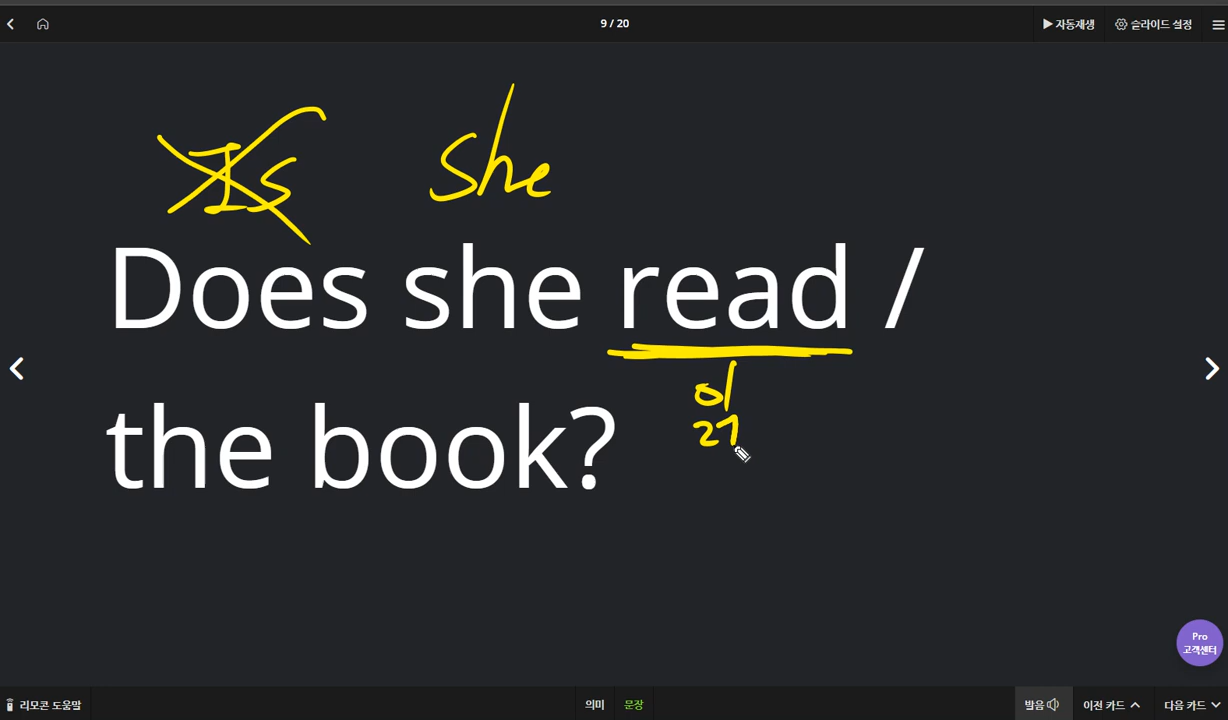 9 / 20
▶자동재생
슬라이드 설정
Is she
Does she read /
the book?
Pro
고객센터
리모콘 도움말
의미
문장
발음
이전 카드
다음 카드